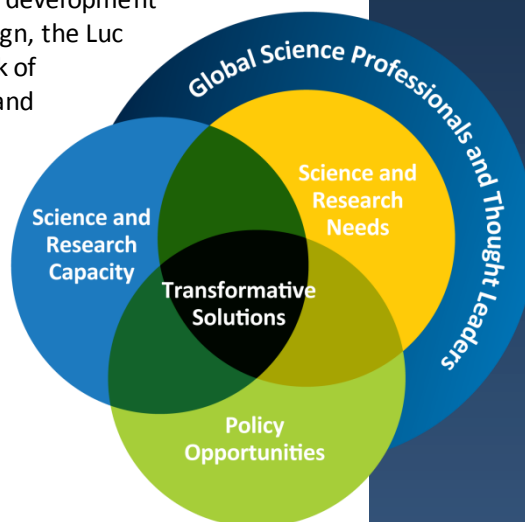 development
gn, the Luc
k of
and
Global Science Professionals and Thought Leaders
Science and
Research
Needs
Science and
Research
Capacity
Transformative
Solutions
Policy
Opportunities